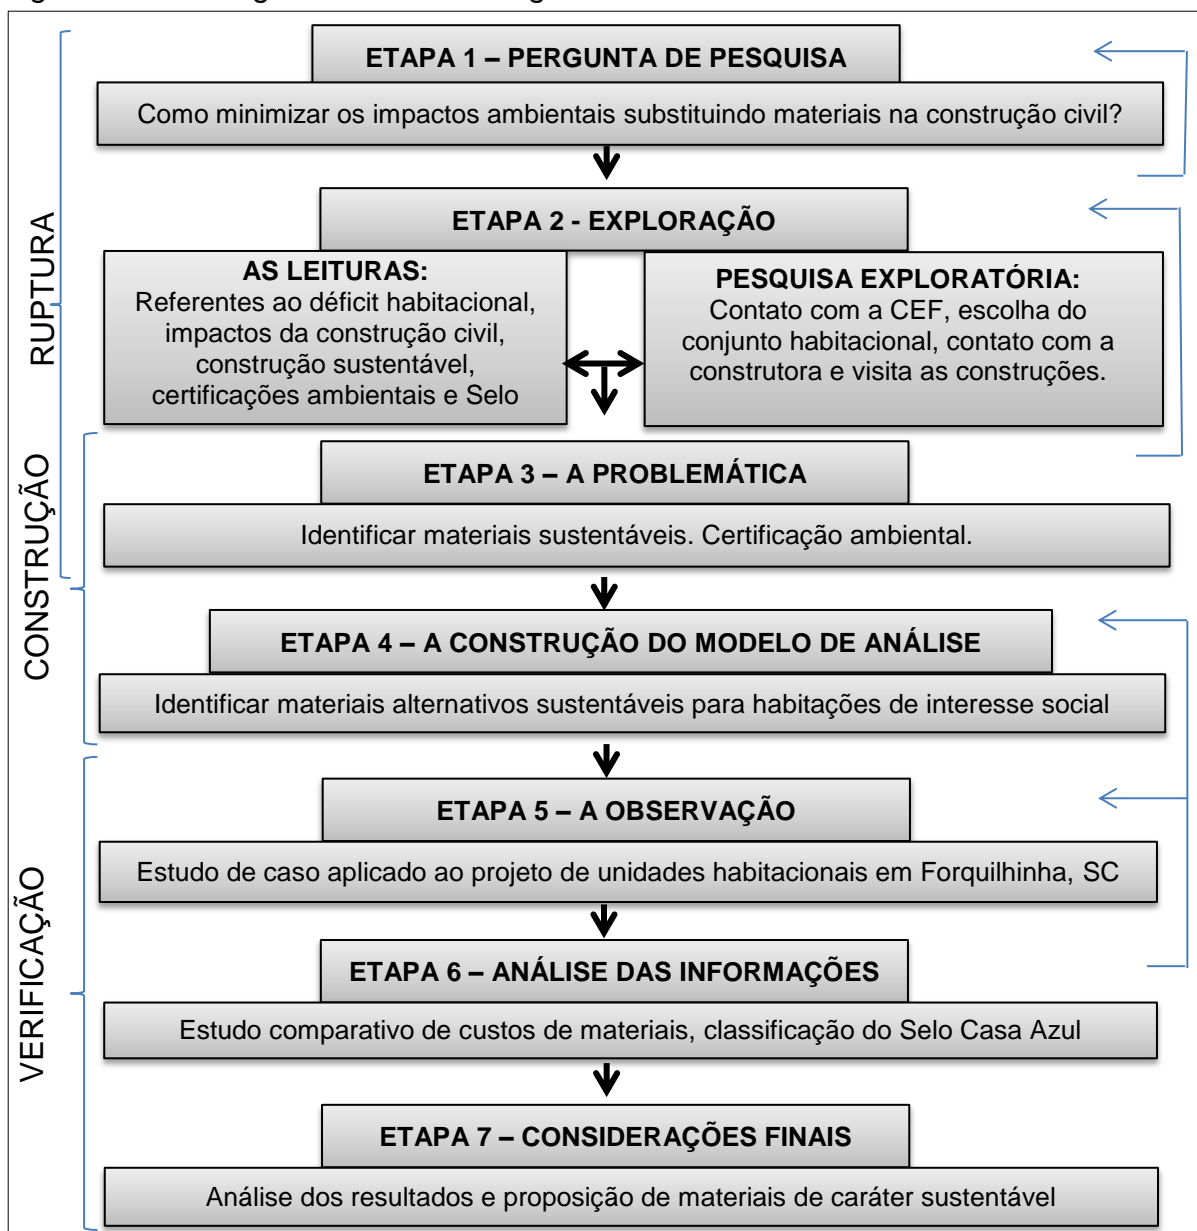 ETAPA 1 – PERGUNTA DE PESQUISA
Como minimizar os impactos ambientais substituindo materiais na construção civil?
RUPTURA
ETAPA 2 - EXPLORAÇÃO
AS LEITURAS:
Referentes ao déficit habitacional,
impactos da construção civil,
construção sustentável,
certificações ambientais e Selo
PESQUISA EXPLORATÓRIA:
Contato com a CEF, escolha do
conjunto habitacional, contato com a
construtora e visita as construções.
CONSTRUÇÃO
ETAPA 3 – A PROBLEMÁTICA
Identificar materiais sustentáveis. Certificação ambiental.
ETAPA 4 – A CONSTRUÇÃO DO MODELO DE ANÁLISE
Identificar materiais alternativos sustentáveis para habitações de interesse social
VERIFICAÇÃO
ETAPA 5 – A OBSERVAÇÃO
Estudo de caso aplicado ao projeto de unidades habitacionais em Forquilhinha, SC
ETAPA 6 – ANÁLISE DAS INFORMAÇÕES
Estudo comparativo de custos de materiais, classificação do Selo Casa Azul
ETAPA 7 – CONSIDERAÇÕES FINAIS
Análise dos resultados e proposição de materiais de caráter sustentável